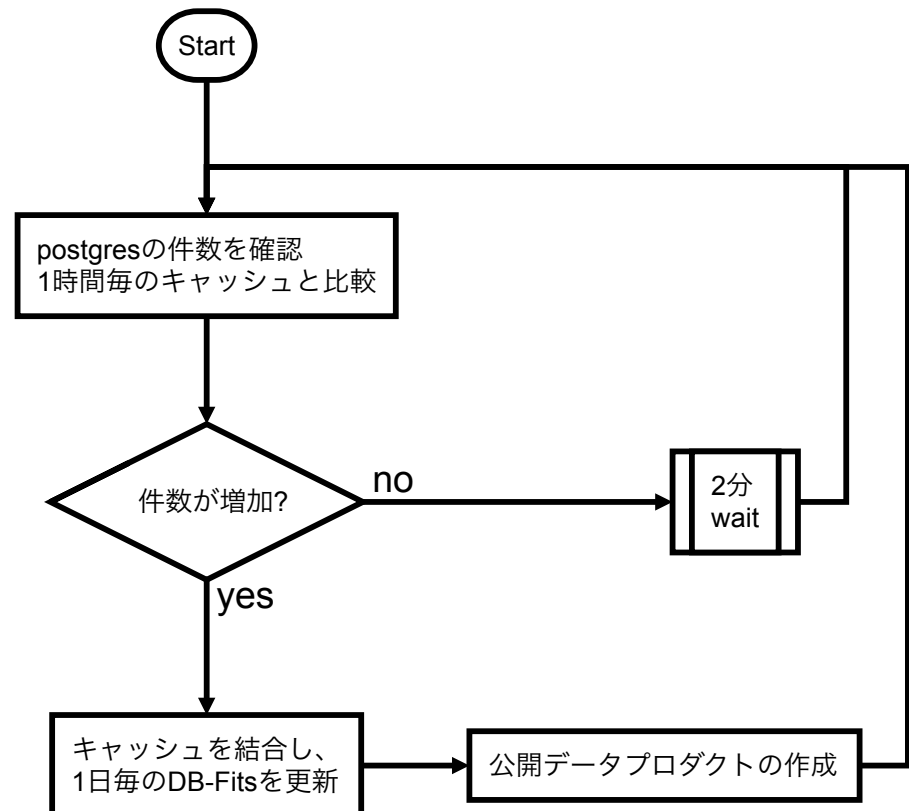 Start
postgresの件数を確認
1時間毎のキャッシュと比較
件数が増加?
no
2分
wait
yes
キャッシュを結合し、
1日毎のDB-Fitsを更新
公開データプロダクトの作成